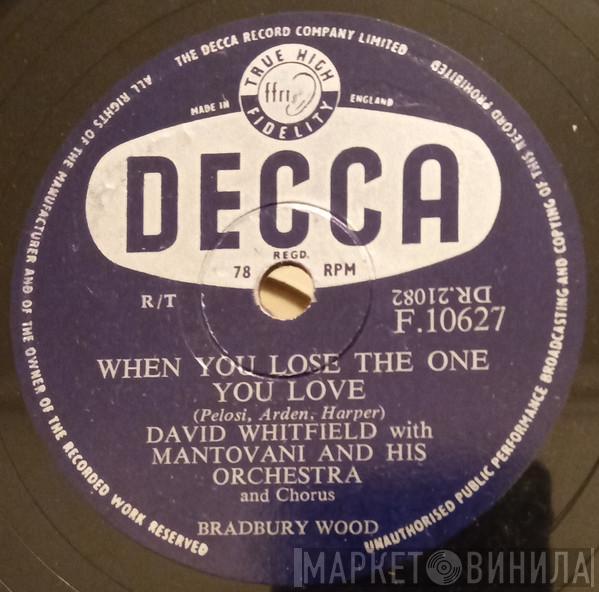 ALL RIGHTS OF THE MANUFACTURER AND OF THE OWNER OF THE RECORDED WORK RESERVED
THE DECCA RECORD COMPANY LIMITED
UNAUTHORISED PUBLIC PERFORMANCE BROADCASTING AND COPYING OF THIS RECORD PROHIBITED
TRUE HIGH
ffrr
FIDELITY
MADE IN ENGLAND
DECCA
REGD.
78 RPM
R/T DR.21082
F.10627
WHEN YOU LOSE THE ONE
YOU LOVE
(Pelosi, Arden, Harper)
DAVID WHITFIELD with
MANTOVANI AND HIS
ORCHESTRA
and Chorus
BRADBURY WOOD
МАРКЕТ ВИНИЛА